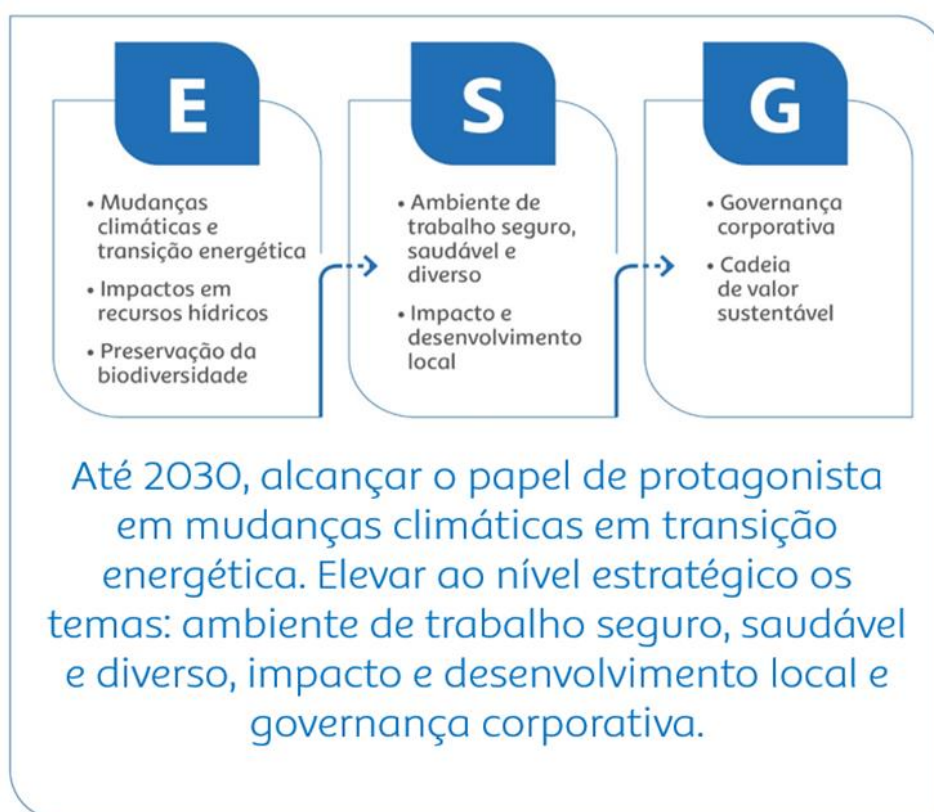 E
• Mudanças
climáticas e
transição energética
• Impactos em
recursos hídricos
• Preservação da
biodiversidade
S
• Ambiente de
trabalho seguro,
saudável e
diverso
• Impacto e
desenvolvimento
local
G
• Governança
corporativa
• Cadeia
de valor
sustentável
Até 2030, alcançar o papel de protagonista
em mudanças climáticas em transição
energética. Elevar ao nível estratégico os
temas: ambiente de trabalho seguro, saudável
e diverso, impacto e desenvolvimento local e
governança corporativa.